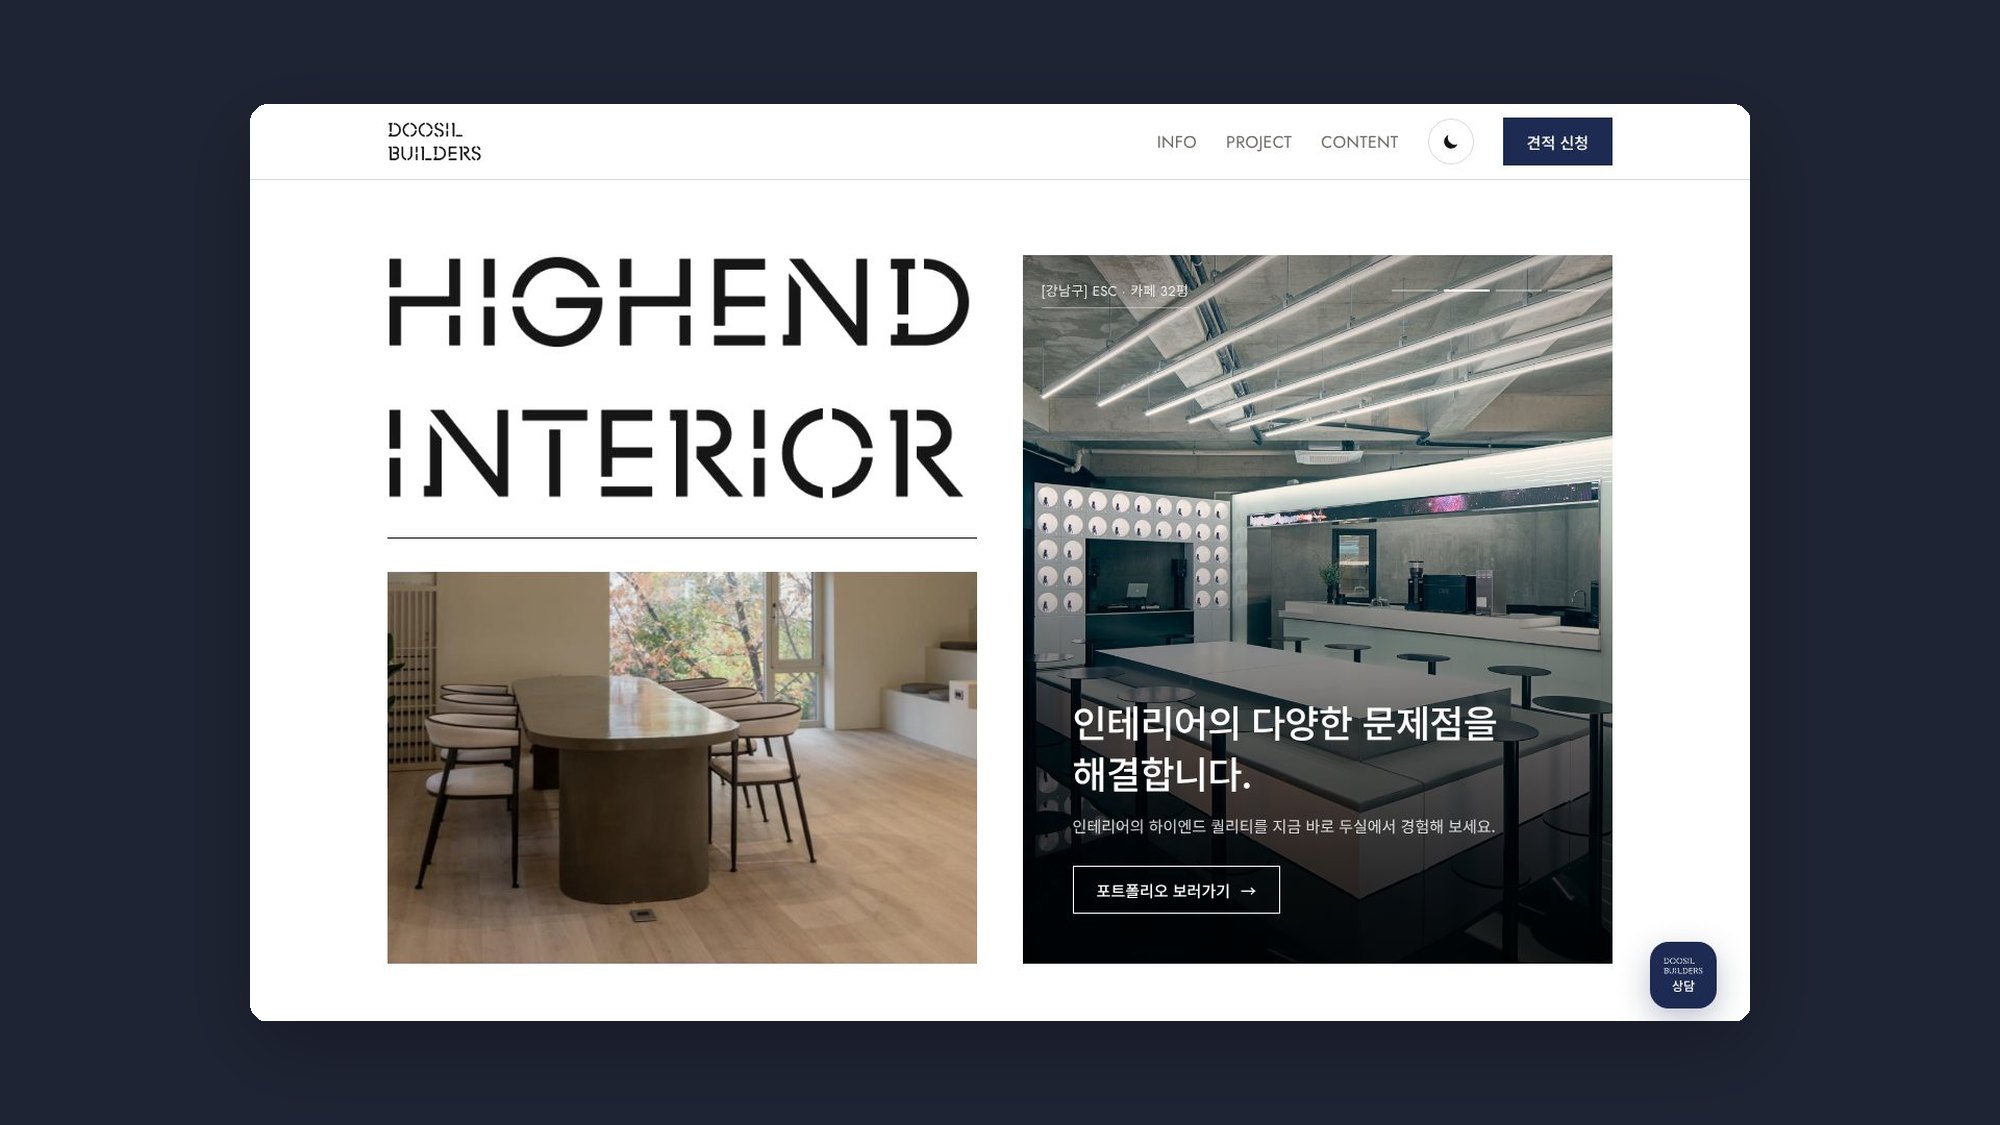 DOOSIL
BUILDERS
INFO
PROJECT
CONTENT
견적 신청
HIGHEND
INTERIOR
[강남구] ESC · 카페 32평
인테리어의 다양한 문제점을
해결합니다.
인테리어의 하이엔드 퀄리티를 지금 바로 두실에서 경험해 보세요.
포트폴리오 보러가기 →
DOOSIL
BUILDERS
상담